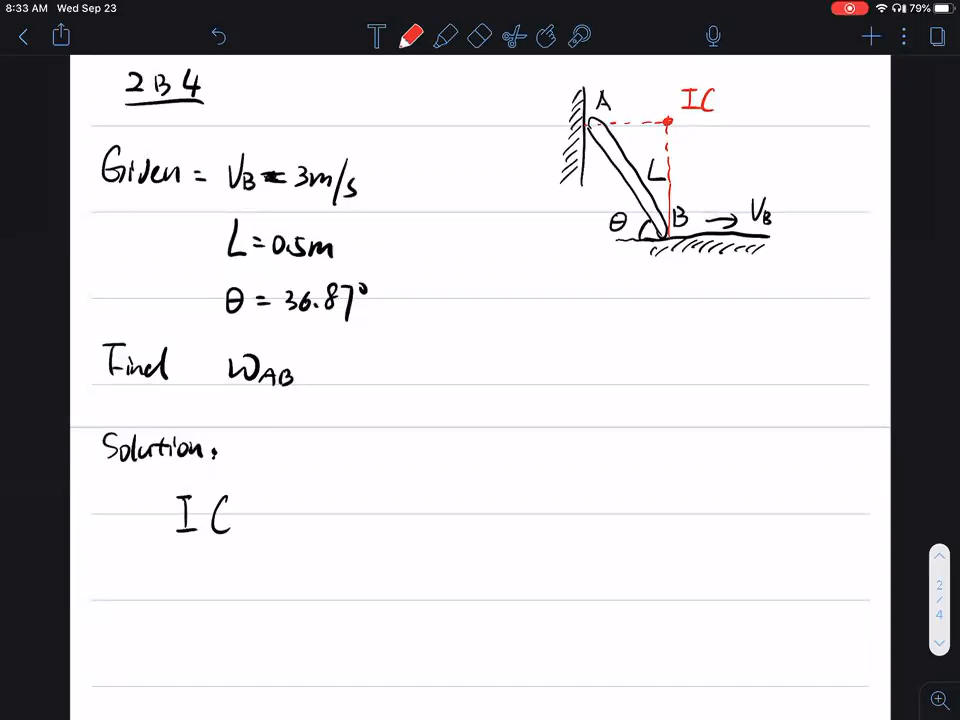 8:33 AM Wed Sep 23
79%
2B4
Given = VB = 3m/s
L = 0.5m
θ = 36.87°
Find ωAB
Solution:
IC
A
IC
L
θ
B → VB
T
2
/
4